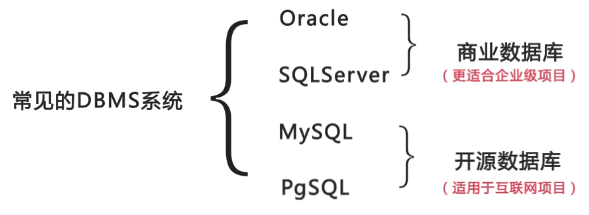 常见的DBMS系统
Oracle
SQLServer
商业数据库
（更适合企业级项目）
MySQL
PgSQL
开源数据库
（适用于互联网项目）